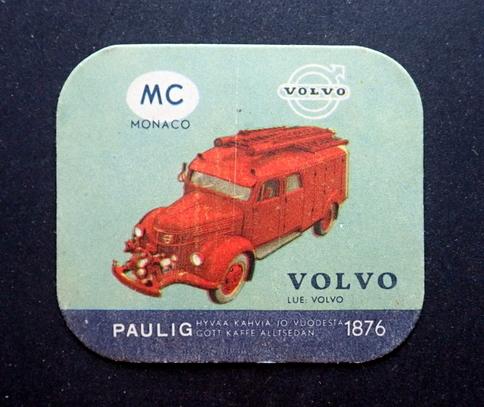 MC
MONACO
VOLVO
VOLVO
LUE: VOLVO
PAULIG
HYVÄÄ KAHVIA JO VUODESTA
GOTT KAFFE ALLTSEDAN
1876